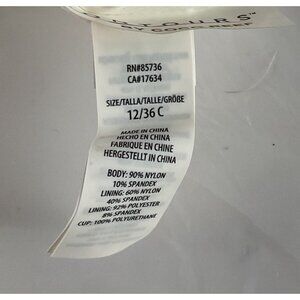 RN#85736
CA#17634
SIZE/TALLA/TALLE/GRÖßE
12/36 C
MADE IN CHINA
HECHO EN CHINA
FABRIQUE EN CHINE
HERGESTELLT IN CHINA
BODY: 90% NYLON
10% SPANDEX
LINING: 60% NYLON
40% SPANDEX
LINING: 92% POLYESTER
8% SPANDEX
CUP: 100% POLYURETHANE